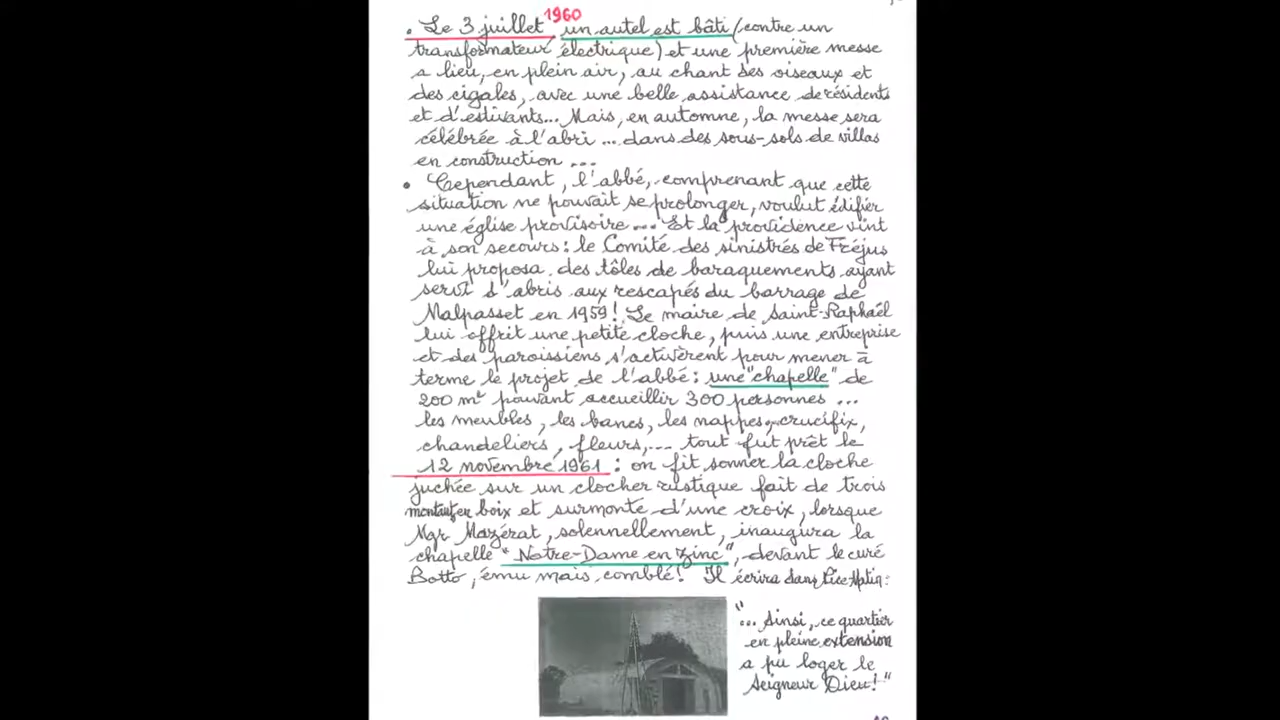 . Le 3 juillet 1960 un autel est bâti (contre un
transformateur électrique) et une première messe
a lieu, en plein air, au chant des oiseaux et
des cigales, avec une belle assistance de résidents
et d'estivants... Mais, en automne, la messe sera
célébrée à l'abri ... dans des sous-sols de villas
en construction ...
• Cependant, l'abbé, comprenant que cette
situation ne pouvait se prolonger, voulut édifier
une église provisoire... Et la providence vint
à son secours : le Comité des sinistrés de Fréjus
lui proposa des tôles de baraquements ayant
servi d'abris aux rescapés du barrage de
Malpasset en 1959 ! Le maire de Saint-Raphaël
lui offrit une petite cloche, puis une entreprise
et des paroissiens s'activèrent pour mener à
terme le projet de l'abbé : une "chapelle" de
200 m² pouvant accueillir 300 personnes ...
les meubles, les bancs, les nappes, crucifix,
chandeliers, fleurs,... tout fut prêt le
12 novembre 1961 : on fit sonner la cloche
juchée sur un clocher rustique fait de trois
montants en boix et surmonté d'une croix, lorsque
Mgr Mazérat, solennellement, inaugura la
chapelle "Notre-Dame en zinc", devant le curé
Botto, ému mais comblé ! Il écrira dans Nice-Matin :
"... Ainsi, ce quartier
en pleine extension
a pu loger le
Seigneur Dieu !"